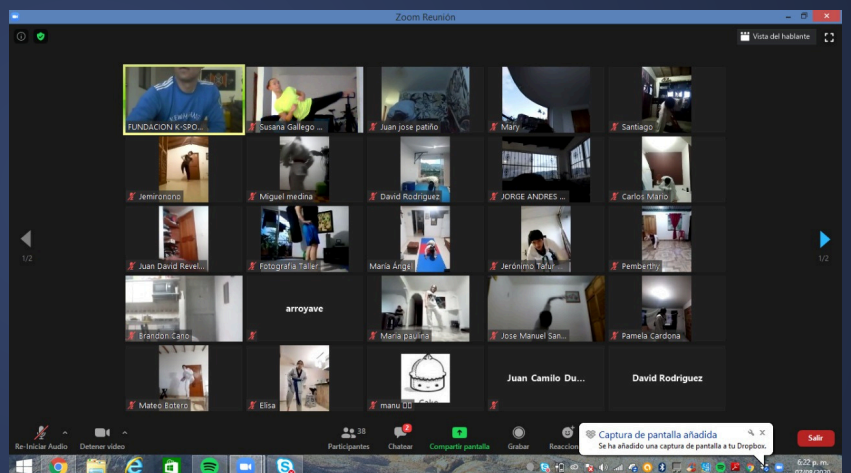 Zoom Reunión
Vista del hablante
FUNDACION K-SPO...
Susana Gallego ...
Juan jose patiño
Mary
Santiago
Jemironono
Miguel medina
David Rodriguez
JORGE ANDRES ...
Carlos Mario
1/2
1/2
Juan David Revel...
Fotografia Taller
María Ángel
Jerónimo Tafur
Pemberthy
arroyave
Brandon Cano
Maria paulina
Jose Manuel San...
Pamela Cardona
Juan Camilo Du...
David Rodriguez
Mateo Botero
Elisa
manu
Re-Iniciar Audio
Detener video
38
Participantes
2
Chatear
Compartir pantalla
Grabar
Reaccion
Captura de pantalla añadida
Se ha añadido una captura de pantalla a tu Dropbox.
Salir
6:22 p. m.